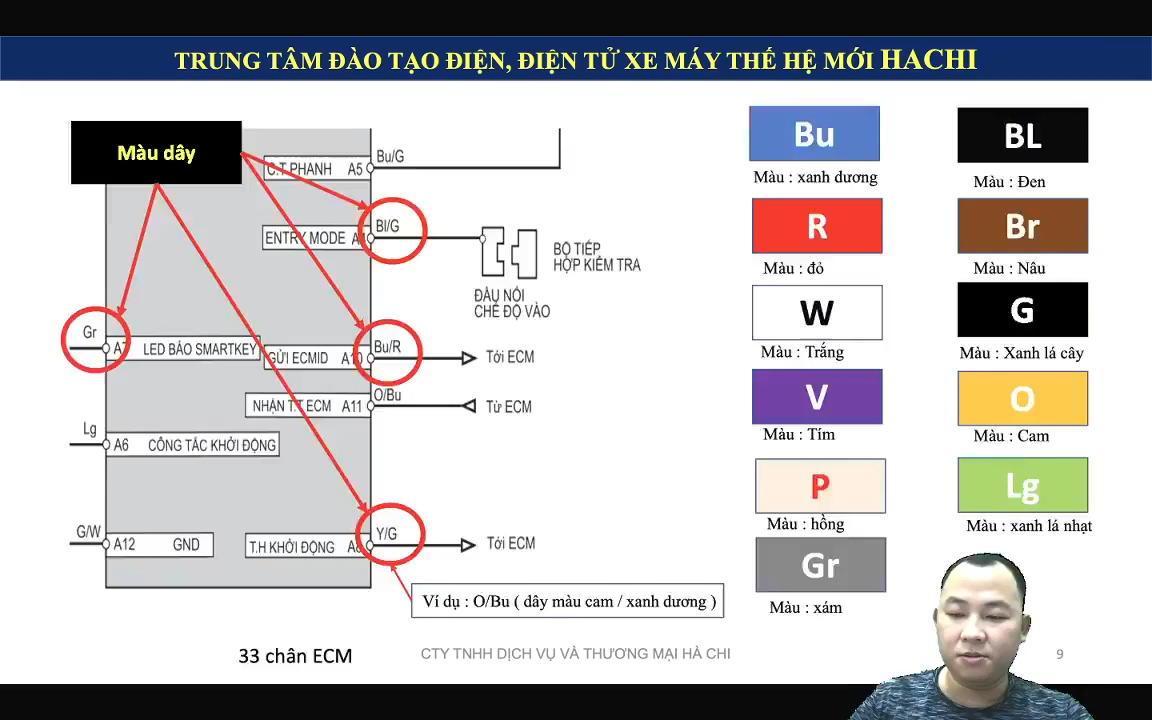 TRUNG TÂM ĐÀO TẠO ĐIỆN, ĐIỆN TỬ XE MÁY THẾ HỆ MỚI HACHI
Màu dây
C.T PHANH A5
Bu/G
ENTRY MODE
Bl/G
BỘ TIẾP
HỢP KIỂM TRA
ĐẦU NỐI
CHẾ ĐỘ VÀO
Gr
A7 LED BÁO SMARTKEY
GỬI ECMID A10
Bu/R
Tới ECM
NHẬN T.T ECM A11
O/Bu
Từ ECM
Lg
A6 CÔNG TẮC KHỞI ĐỘNG
G/W
A12 GND
T.H KHỞI ĐỘNG
Y/G
Tới ECM
Ví dụ : O/Bu ( dây màu cam / xanh dương )
33 chân ECM
Bu
Màu : xanh dương
BL
Màu : Đen
R
Màu : đỏ
Br
Màu : Nâu
W
Màu : Trắng
G
Màu : Xanh lá cây
V
Màu : Tím
O
Màu : Cam
P
Màu : hồng
Lg
Màu : xanh lá nhạt
Gr
Màu : xám
CTY TNHH DỊCH VỤ VÀ THƯƠNG MẠI HÀ CHI
9